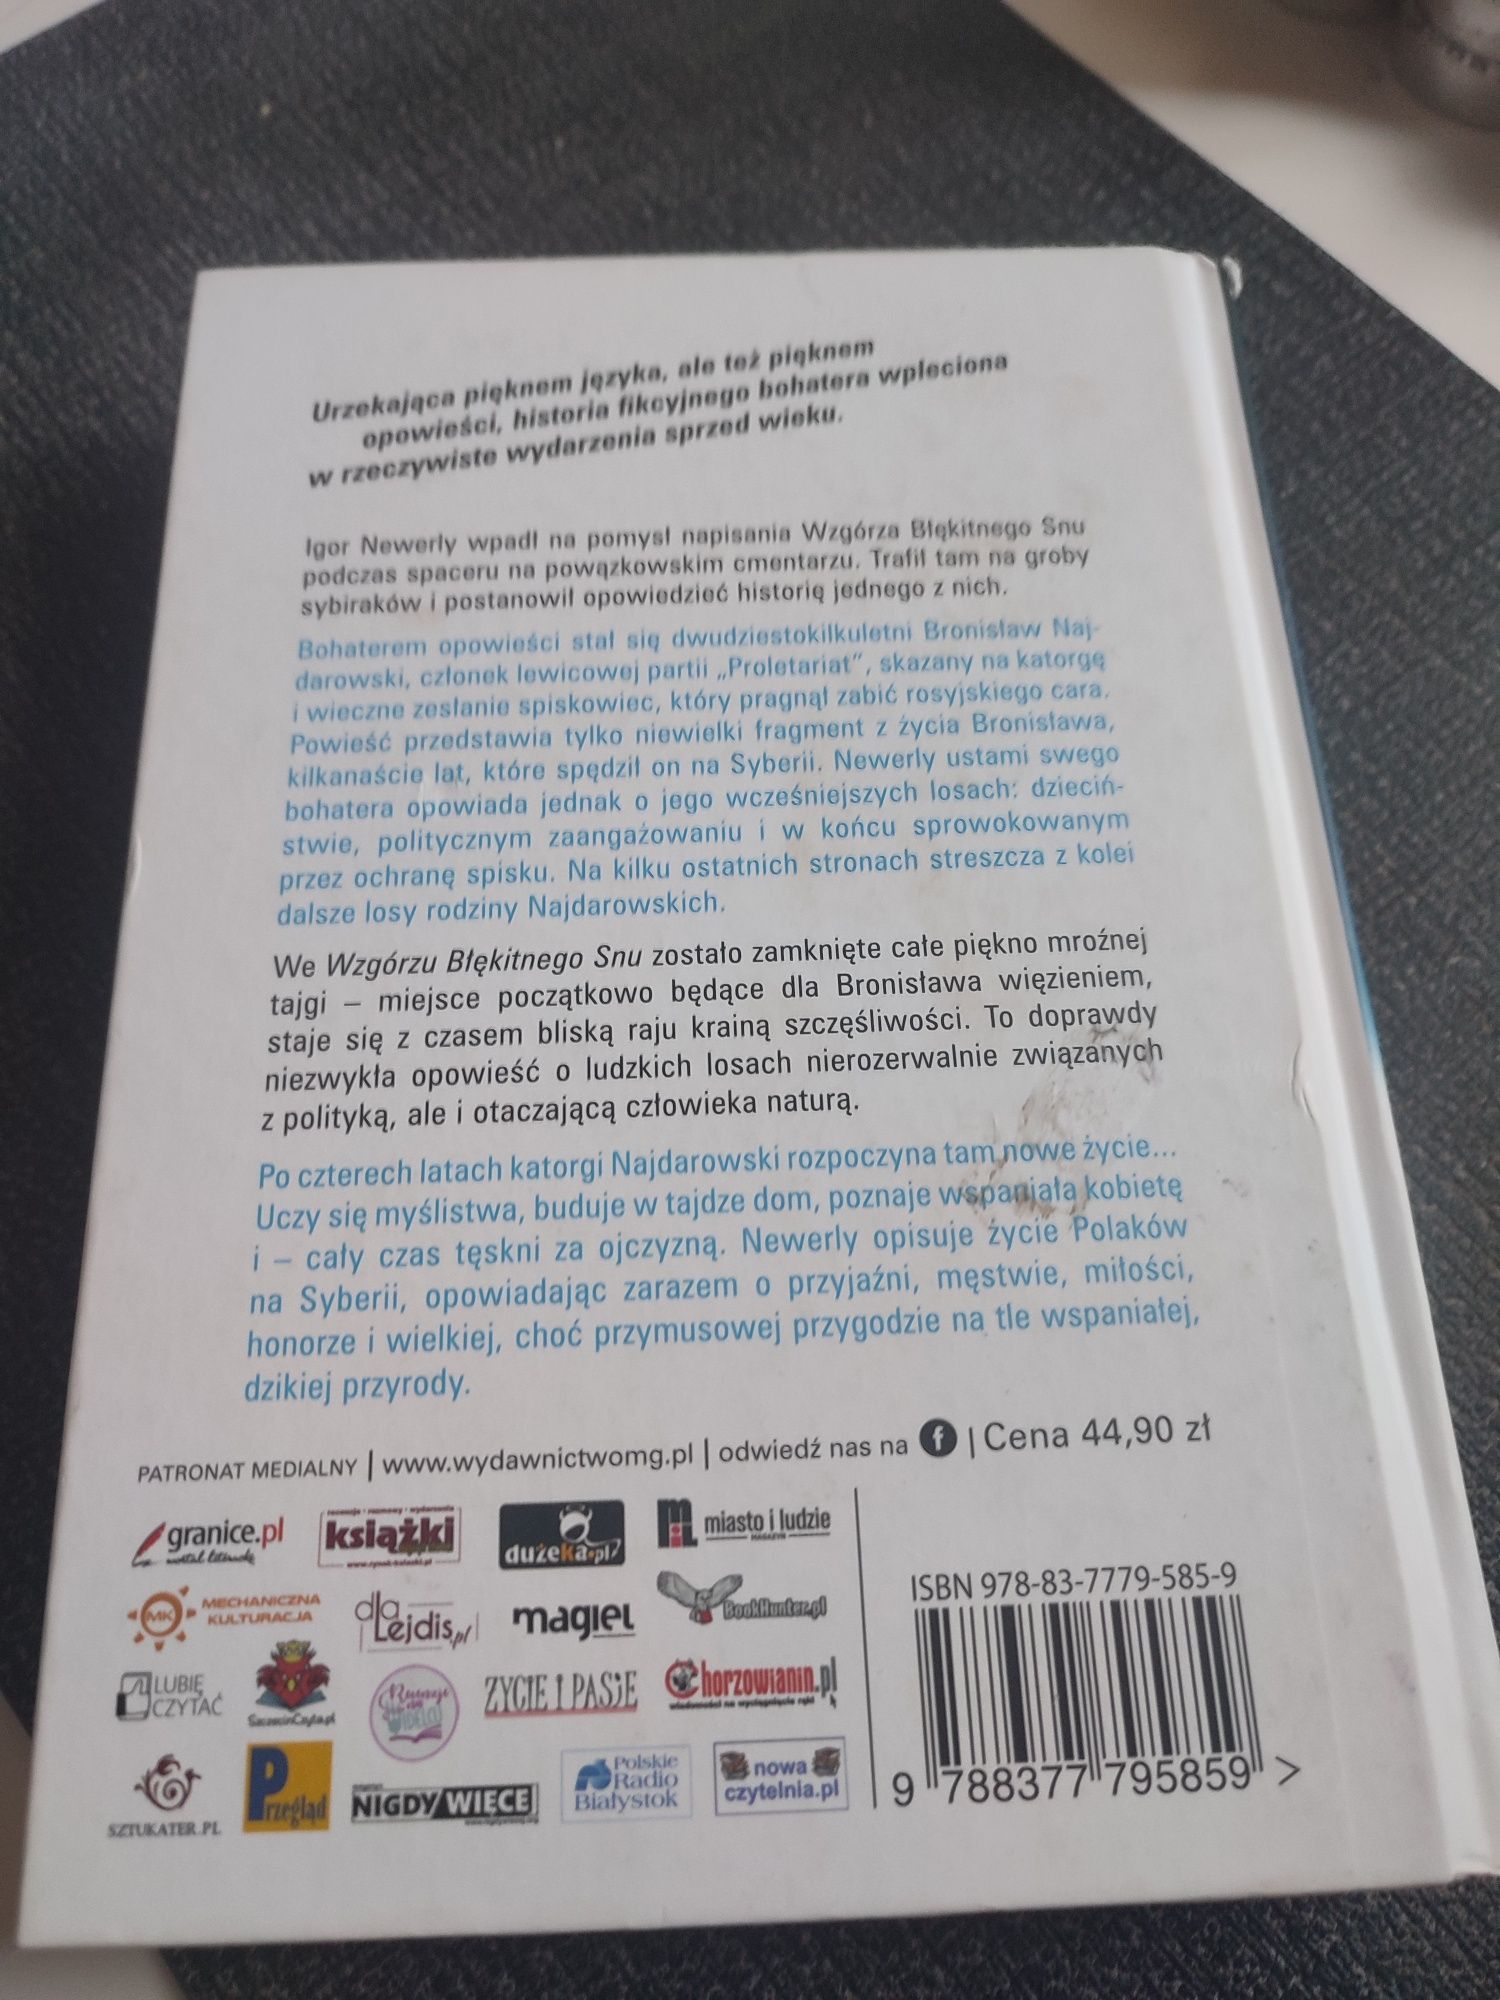 Urzekająca pięknem języka, ale też pięknem
opowieści, historia fikcyjnego bohatera wpleciona
w rzeczywiste wydarzenia sprzed wieku.
Igor Newerly wpadł na pomysł napisania Wzgórza Błękitnego Snu
podczas spaceru na powązkowskim cmentarzu. Trafił tam na groby
sybiraków i postanowił opowiedzieć historię jednego z nich.
Bohaterem opowieści stał się dwudziestokilkuletni Bronisław Naj-
darowski, członek lewicowej partii „Proletariat”, skazany na katorgę
i wieczne zesłanie spiskowiec, który pragnął zabić rosyjskiego cara.
Powieść przedstawia tylko niewielki fragment z życia Bronisława,
kilkanaście lat, które spędził on na Syberii. Newerly ustami swego
bohatera opowiada jednak o jego wcześniejszych losach: dzieciń-
stwie, politycznym zaangażowaniu i w końcu sprowokowanym
przez ochranę spisku. Na kilku ostatnich stronach streszcza z kolei
dalsze losy rodziny Najdarowskich.
We Wzgórzu Błękitnego Snu zostało zamknięte całe piękno mroźnej
tajgi – miejsce początkowo będące dla Bronisława więzieniem,
staje się z czasem bliską raju krainą szczęśliwości. To doprawdy
niezwykła opowieść o ludzkich losach nierozerwalnie związanych
z polityką, ale i otaczającą człowieka naturą.
Po czterech latach katorgi Najdarowski rozpoczyna tam nowe życie...
Uczy się myślistwa, buduje w tajdze dom, poznaje wspaniałą kobietę
i – cały czas tęskni za ojczyzną. Newerly opisuje życie Polaków
na Syberii, opowiadając zarazem o przyjaźni, męstwie, miłości,
honorze i wielkiej, choć przymusowej przygodzie na tle wspaniałej,
dzikiej przyrody.
PATRONAT MEDIALNY | www.wydawnictwomg.pl | odwiedź nas na f | Cena 44,90 zł
granice.pl książki dużeka.pl miasto i ludzie
MAGAZYN
MK MECHANICZNA KULTURACJA dla Lejdis.pl magiel BookHunter.pl
LUBIĘ CZYTAĆ SzczecinCzyta.pl ŻYCIE I PASJE Chorzowianin.pl
SZTUKATER.PL Przegląd NIGDY WIĘCEJ Polskie Radio Białystok nowa czytelnia.pl
ISBN 978-83-7779-585-9
9 788377 795859 >